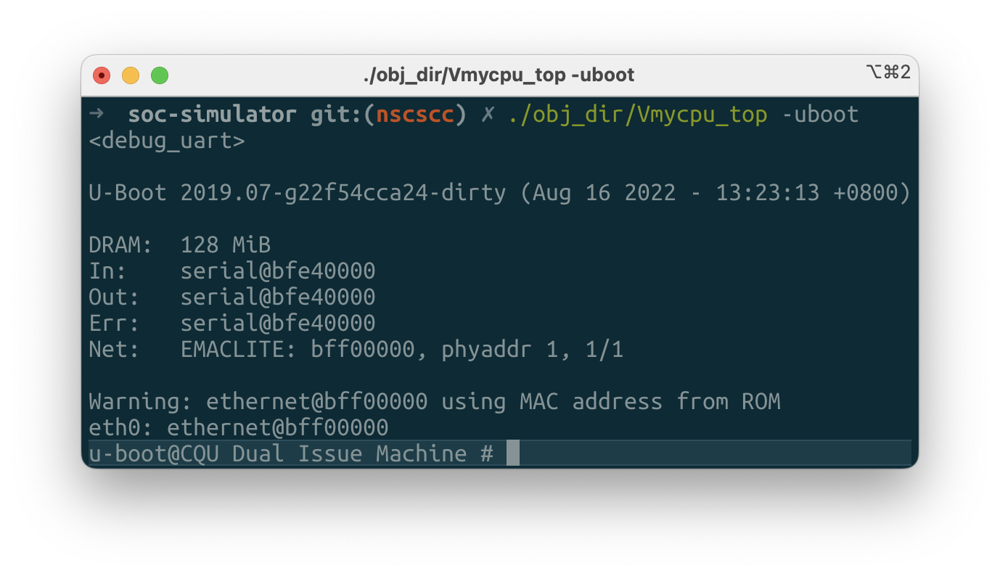 ./obj_dir/Vmycpu_top -uboot
⌥⌘2
➜  soc-simulator git:(nscscc) ✗ ./obj_dir/Vmycpu_top -uboot
<debug_uart>
U-Boot 2019.07-g22f54cca24-dirty (Aug 16 2022 - 13:23:13 +0800)
DRAM:  128 MiB
In:    serial@bfe40000
Out:   serial@bfe40000
Err:   serial@bfe40000
Net:   EMACLITE: bff00000, phyaddr 1, 1/1
Warning: ethernet@bff00000 using MAC address from ROM
eth0: ethernet@bff00000
u-boot@CQU Dual Issue Machine #